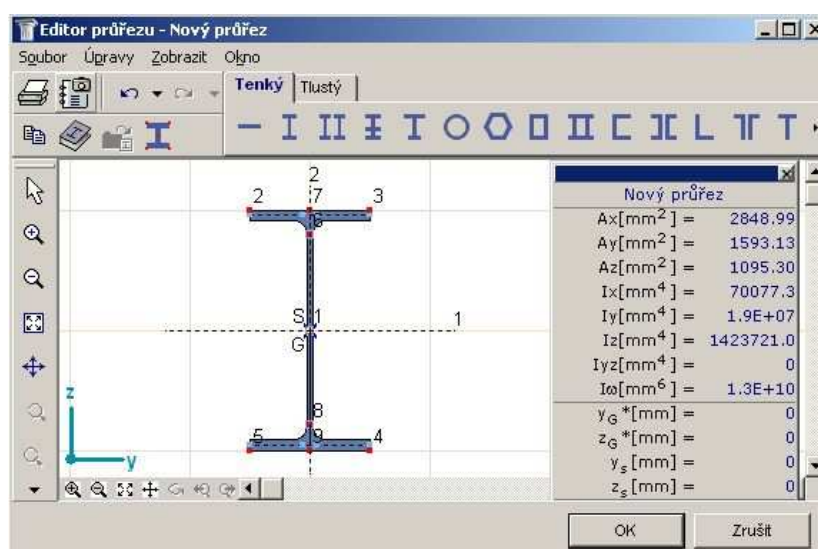 Editor průřezu - Nový průřez
Soubor Úpravy Zobrazit Okno
Tenký Tlustý
2
2 7 3
6
S 1 1
G
8
5 9 4
z
y
Nový průřez
Ax[mm2] = 2848.99
Ay[mm2] = 1593.13
Az[mm2] = 1095.30
Ix[mm4] = 70077.3
Iy[mm4] = 1.9E+07
Iz[mm4] = 1423721.0
Iyz[mm4] = 0
Iω[mm6] = 1.3E+10
yG*[mm] = 0
zG*[mm] = 0
ys[mm] = 0
zs[mm] = 0
OK Zrušit